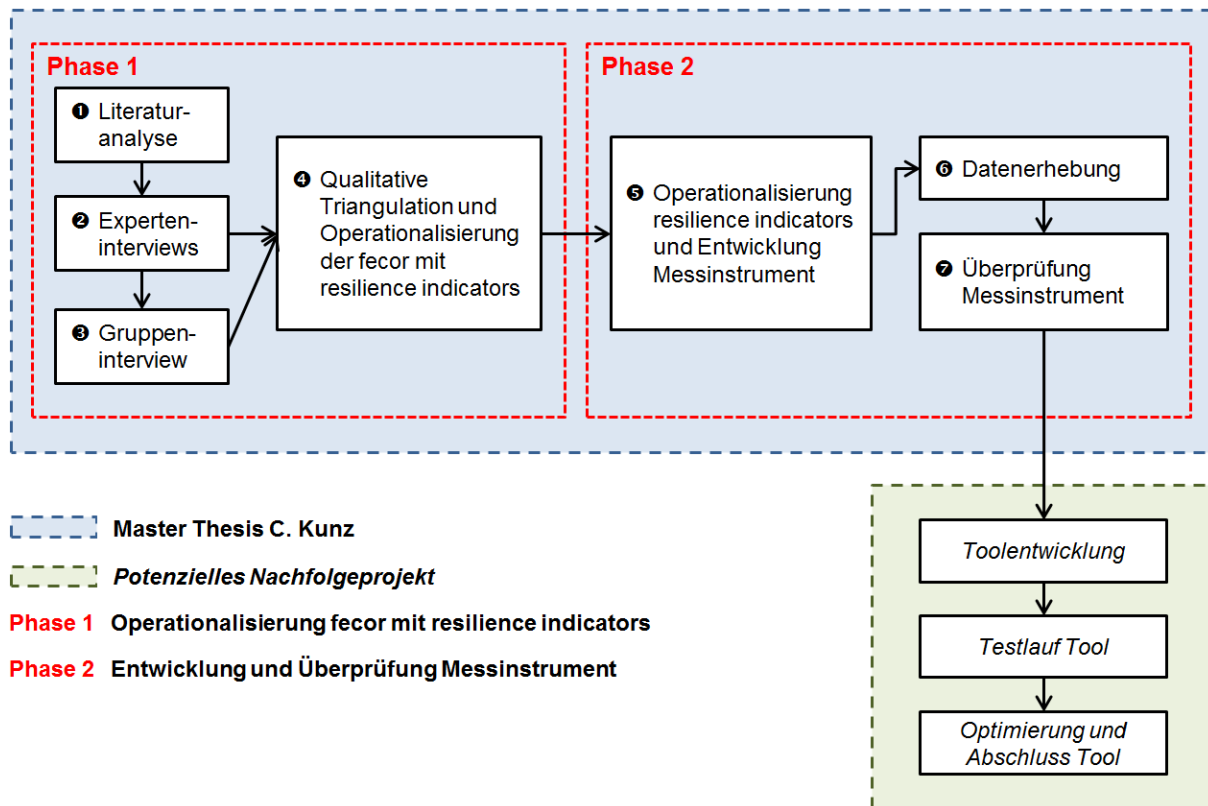 Phase 1
❶ Literatur-
analyse
❷ Experten-
interviews
❸ Gruppen-
interview
❹ Qualitative
Triangulation und
Operationalisierung
der fecor mit
resilience indicators
Phase 2
❺ Operationalisierung
resilience indicators
und Entwicklung
Messinstrument
❻ Datenerhebung
❼ Überprüfung
Messinstrument
Toolentwicklung
Testlauf Tool
Optimierung und
Abschluss Tool
Master Thesis C. Kunz
Potenzielles Nachfolgeprojekt
Phase 1 Operationalisierung fecor mit resilience indicators
Phase 2 Entwicklung und Überprüfung Messinstrument